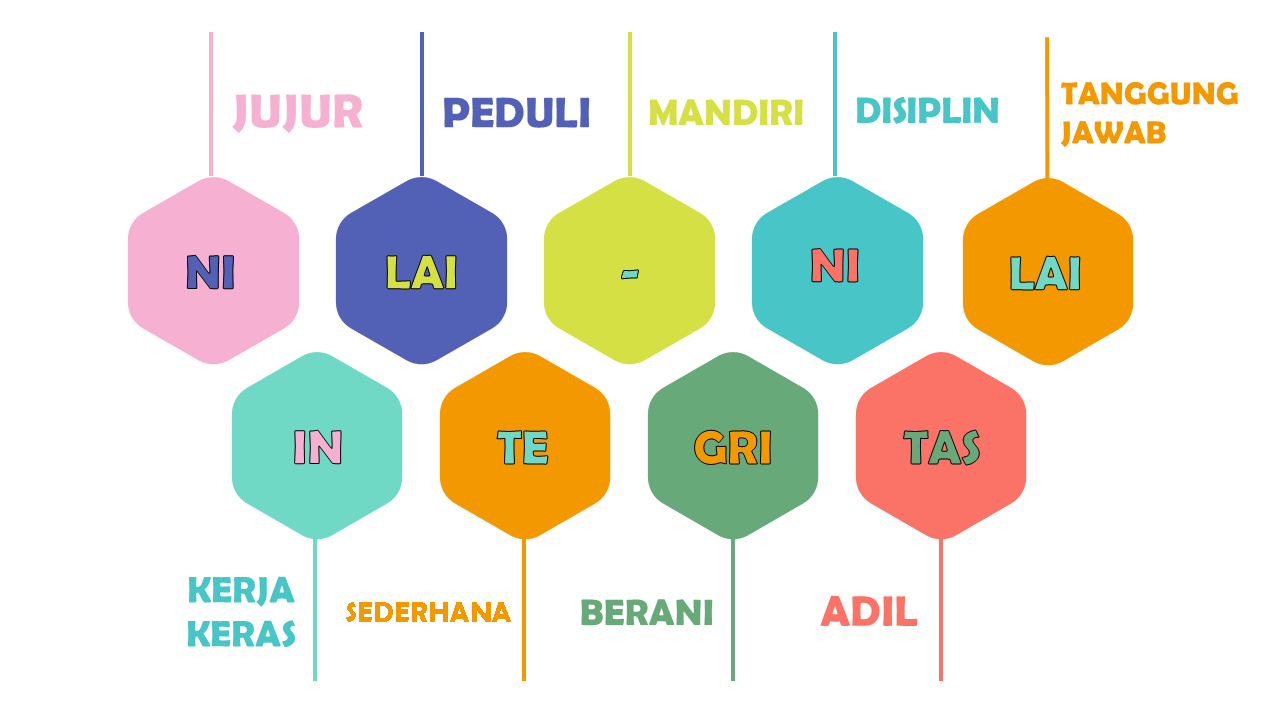 JUJUR
PEDULI
MANDIRI
DISIPLIN
TANGGUNG
JAWAB
NI
LAI
-
NI
LAI
IN
TE
GRI
TAS
KERJA
KERAS
SEDERHANA
BERANI
ADIL